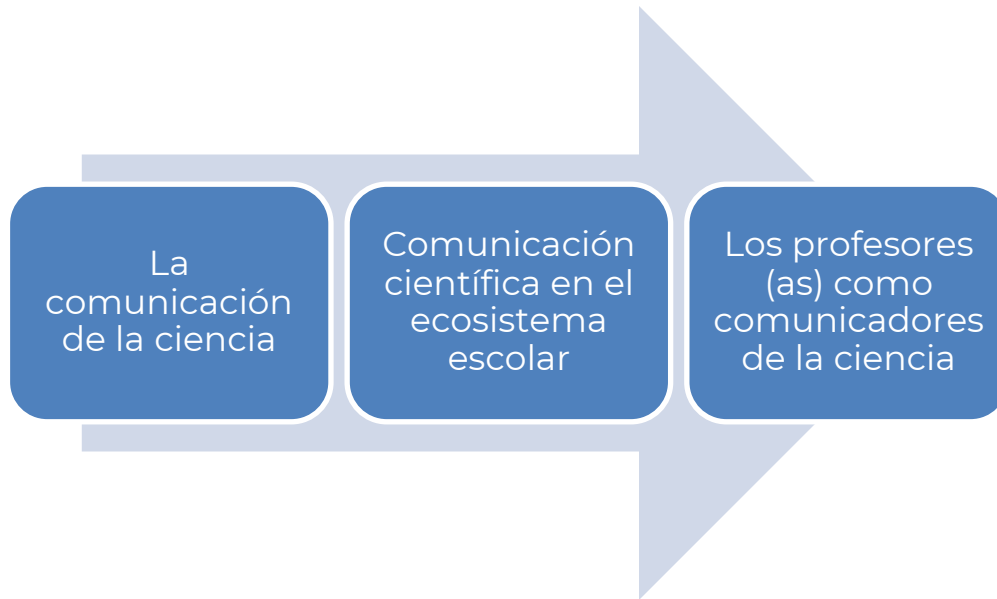 La
comunicación
de la ciencia
Comunicación
científica en el
ecosistema
escolar
Los profesores
(as) como
comunicadores
de la ciencia